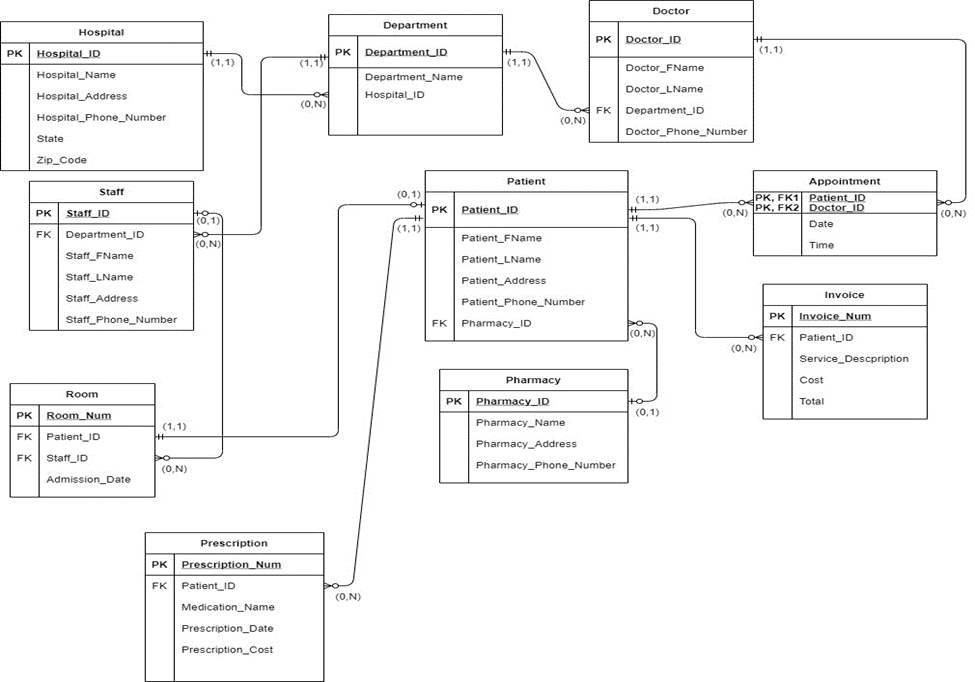 Hospital
PK Hospital_ID
Hospital_Name
Hospital_Address
Hospital_Phone_Number
State
Zip_Code
(1,1)
(0,N)
(1,1)
Department
PK Department_ID
Department_Name
Hospital_ID
(1,1)
(0,N)
Doctor
PK Doctor_ID
Doctor_FName
Doctor_LName
FK Department_ID
Doctor_Phone_Number
(1,1)
Staff
PK Staff_ID
FK Department_ID
Staff_FName
Staff_LName
Staff_Address
Staff_Phone_Number
(0,1)
(0,N)
Patient
PK Patient_ID
Patient_FName
Patient_LName
Patient_Address
Patient_Phone_Number
FK Pharmacy_ID
(0,1)
(1,1)
(1,1)
(1,1)
(0,N)
Appointment
PK, FK1 Patient_ID
PK, FK2 Doctor_ID
Date
Time
(0,N)
(0,N)
Invoice
PK Invoice_Num
FK Patient_ID
Service_Descpription
Cost
Total
(0,N)
Pharmacy
PK Pharmacy_ID
Pharmacy_Name
Pharmacy_Address
Pharmacy_Phone_Number
(0,1)
Room
PK Room_Num
FK Patient_ID
FK Staff_ID
Admission_Date
(1,1)
(0,N)
Prescription
PK Prescription_Num
FK Patient_ID
Medication_Name
Prescription_Date
Prescription_Cost
(0,N)